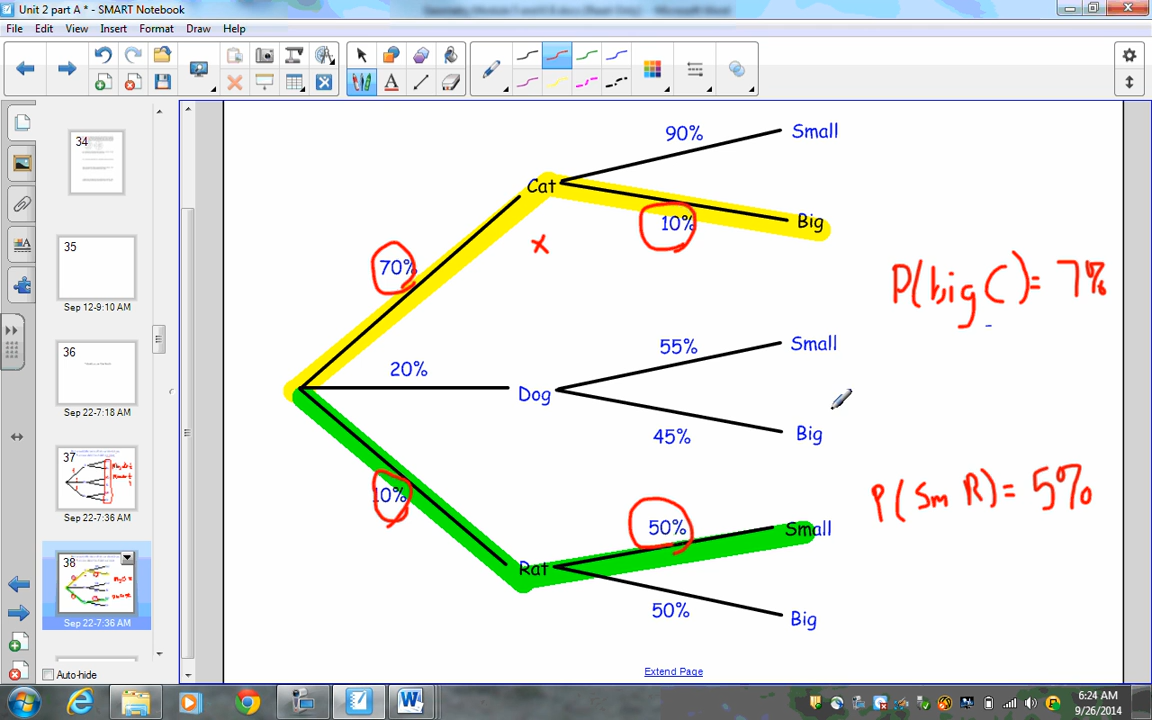 Unit 2 part A * - SMART Notebook
File Edit View Insert Format Draw Help
34
35
Sep 12-9:10 AM
36
Sep 22-7:18 AM
37
Sep 22-7:36 AM
38
Sep 22-7:36 AM
Auto-hide
90%
Small
Cat
10%
Big
x
70%
P(big C)= 7%
55%
Small
20%
Dog
45%
Big
10%
P(Sm R)= 5%
50%
Small
Rat
50%
Big
Extend Page
6:24 AM
9/26/2014